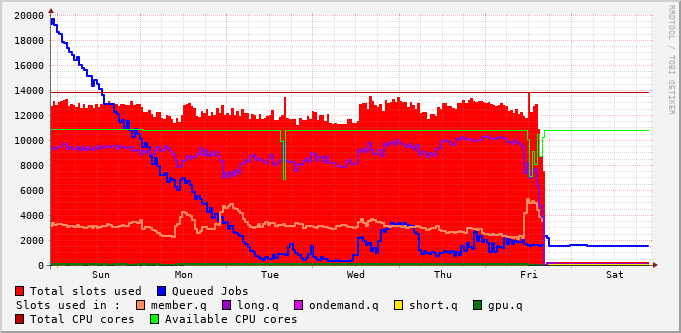 20000
18000
16000
14000
12000
10000
8000
6000
4000
2000
0
Sun Mon Tue Wed Thu Fri Sat
Total slots used Queued Jobs
Slots used in : member.q long.q ondemand.q short.q gpu.q
Total CPU cores Available CPU cores
RRDTOOL / TOBI OETIKER